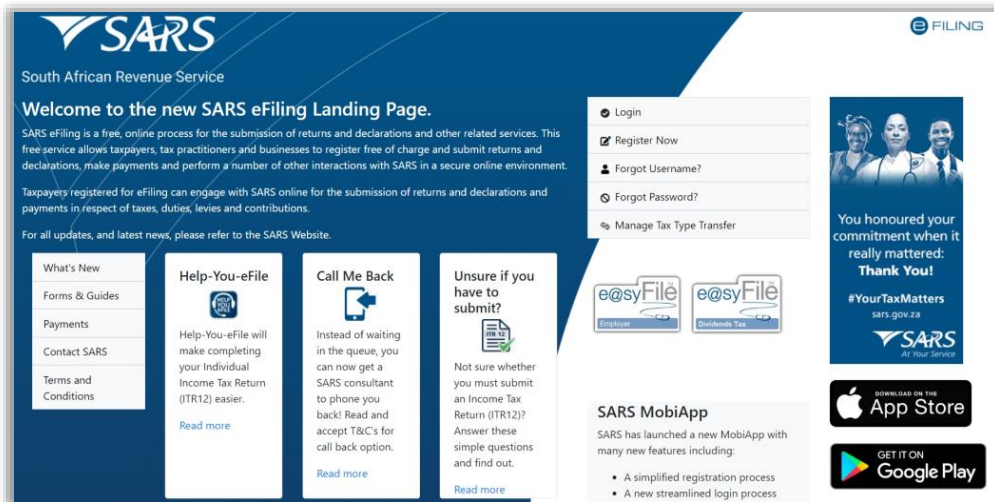 SARS
South African Revenue Service
e FILING
Welcome to the new SARS eFiling Landing Page.
SARS eFiling is a free, online process for the submission of returns and declarations and other related services. This
free service allows taxpayers, tax practitioners and businesses to register free of charge and submit returns and
declarations, make payments and perform a number of other interactions with SARS in a secure online environment.
Taxpayers registered for eFiling can engage with SARS online for the submission of returns and declarations and
payments in respect of taxes, duties, levies and contributions.
For all updates, and latest news, please refer to the SARS Website.
What's New
Forms & Guides
Payments
Contact SARS
Terms and
Conditions
Help-You-eFile
HELP
YOU
eFILE
Help-You-eFile will
make completing
your Individual
Income Tax Return
(ITR12) easier.
Read more
Call Me Back
Instead of waiting
in the queue, you
can now get a
SARS consultant
to phone you
back! Read and
accept T&C's for
call back option.
Read more
Unsure if you
have to
submit?
ITR 12
Not sure whether
you must submit
an Income Tax
Return (ITR12)?
Answer these
simple questions
and find out.
Read more
Login
Register Now
Forgot Username?
Forgot Password?
Manage Tax Type Transfer
e@syFile
Employer
e@syFile
Dividends Tax
SARS MobiApp
SARS has launched a new MobiApp with
many new features including:
• A simplified registration process
• A new streamlined login process
You honoured your
commitment when it
really mattered:
Thank You!
#YourTaxMatters
sars.gov.za
SARS
At Your Service
DOWNLOAD ON THE
App Store
GET IT ON
Google Play